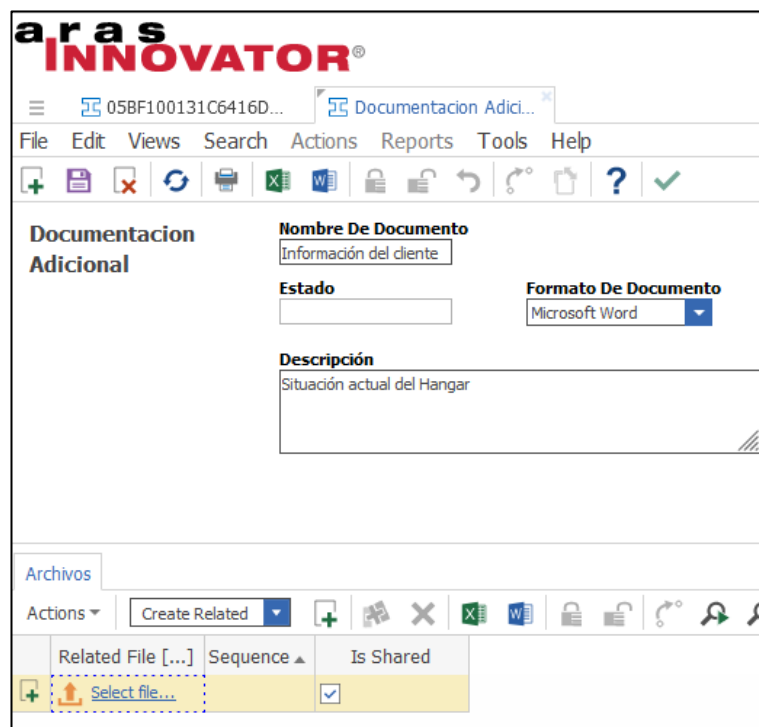 aras
INNOVATOR®
05BF100131C6416D... Documentacion Adici...
File Edit Views Search Actions Reports Tools Help
Documentacion Adicional
Nombre De Documento
Información del cliente
Estado Formato De Documento
Microsoft Word
Descripción
Situación actual del Hangar
Archivos
Actions Create Related
Related File [...] Sequence Is Shared
Select file...